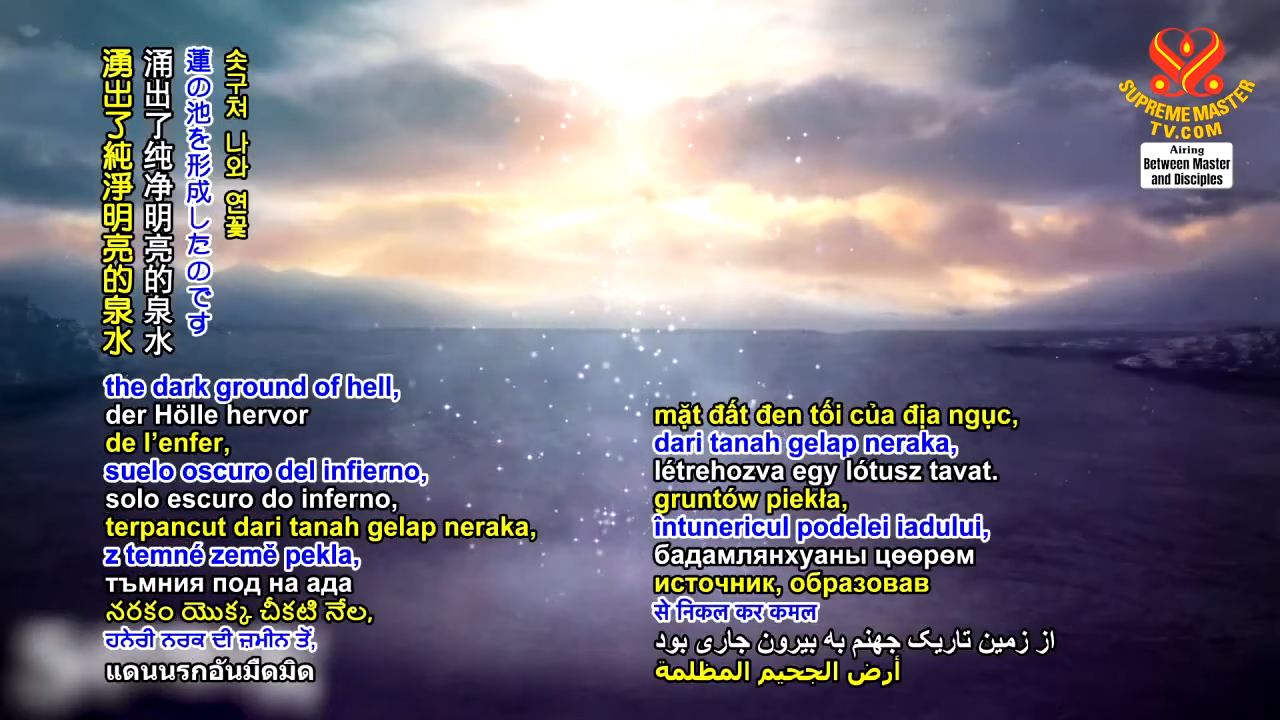 湧出了純淨明亮的泉水
涌出了纯净明亮的泉水
蓮の池を形成したのです
솟구쳐 나와 연꽃
the dark ground of hell,
der Hölle hervor
de l’enfer,
suelo oscuro del infierno,
solo escuro do inferno,
terpancut dari tanah gelap neraka,
z temné země pekla,
тъмния под на ада
నరకం యొక్క చీకటి నేల,
ਹਨੇਰੀ ਨਰਕ ਦੀ ਜ਼ਮੀਨ ਤੋਂ,
แดนนรกอันมืดมิด
mặt đất đen tối của địa ngục,
dari tanah gelap neraka,
létrehozva egy lótusz tavat.
gruntów piekła,
întunericul podelei iadului,
бадамлянхуаны цөөрөм
источник, образовав
से निकल कर कमल
از زمین تاریک جهنم به بیرون جاری بود
أرض الجحيم المظلمة
SUPREME MASTER
TV.COM
Airing
Between Master
and Disciples